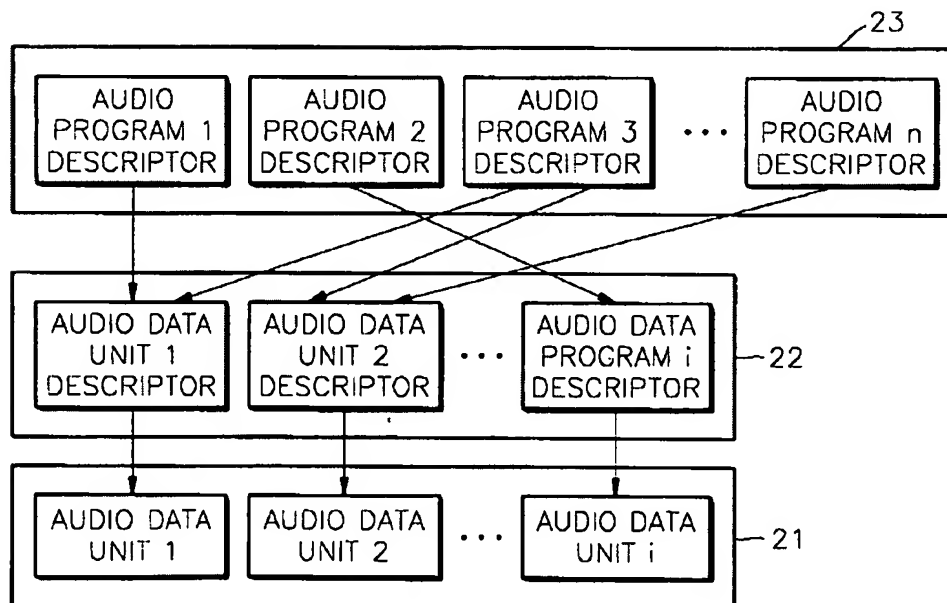 23
AUDIO
PROGRAM 1
DESCRIPTOR
AUDIO
PROGRAM 2
DESCRIPTOR
AUDIO
PROGRAM 3
DESCRIPTOR
...
AUDIO
PROGRAM n
DESCRIPTOR
AUDIO DATA
UNIT 1
DESCRIPTOR
AUDIO DATA
UNIT 2
DESCRIPTOR
...
AUDIO DATA
PROGRAM i
DESCRIPTOR
22
AUDIO DATA
UNIT 1
AUDIO DATA
UNIT 2
...
AUDIO DATA
UNIT i
21